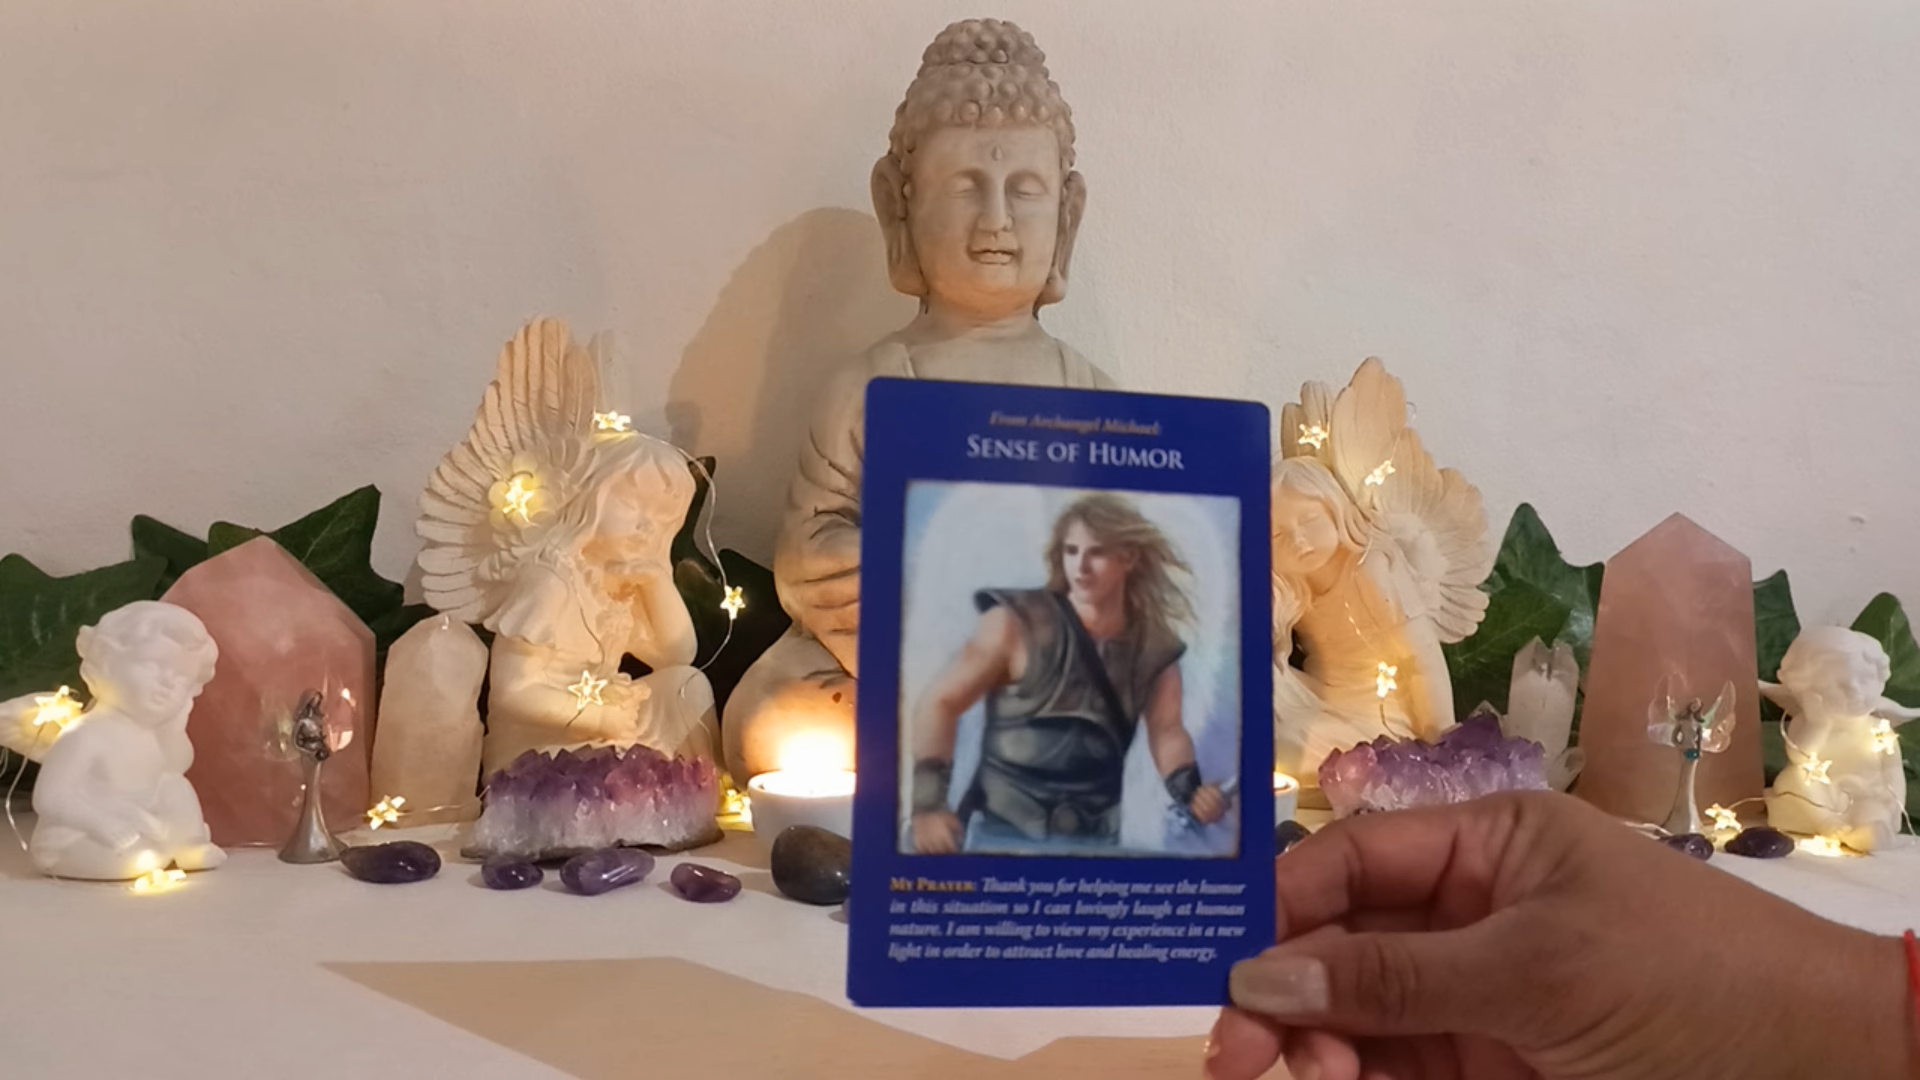 From Archangel Michael:
SENSE OF HUMOR
MY PRAYER: Thank you for helping me see the humor
in this situation so I can lovingly laugh at human
nature. I am willing to view my experience in a new
light in order to attract love and healing energy.